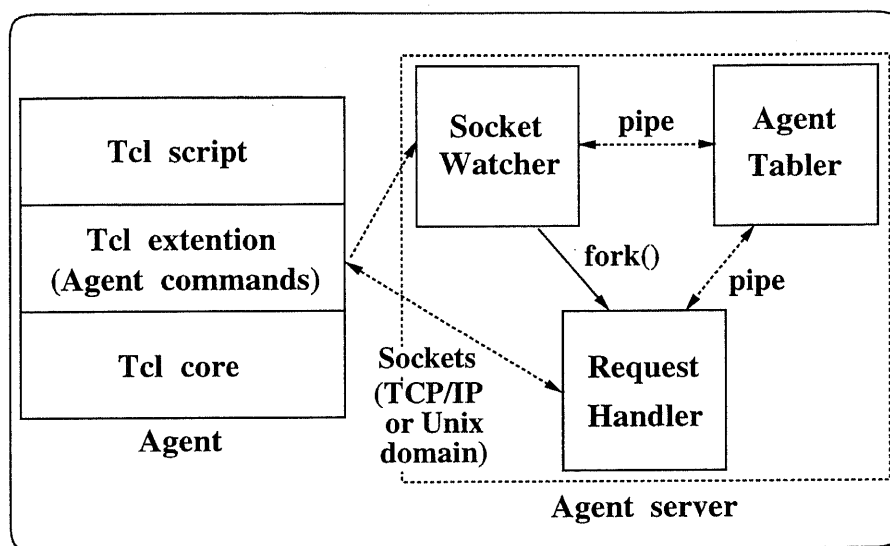 Tcl script
Tcl extention
(Agent commands)
Tcl core
Agent
Socket
Watcher
pipe
Agent
Tabler
fork()
pipe
Sockets
(TCP/IP
or Unix
domain)
Request
Handler
Agent server